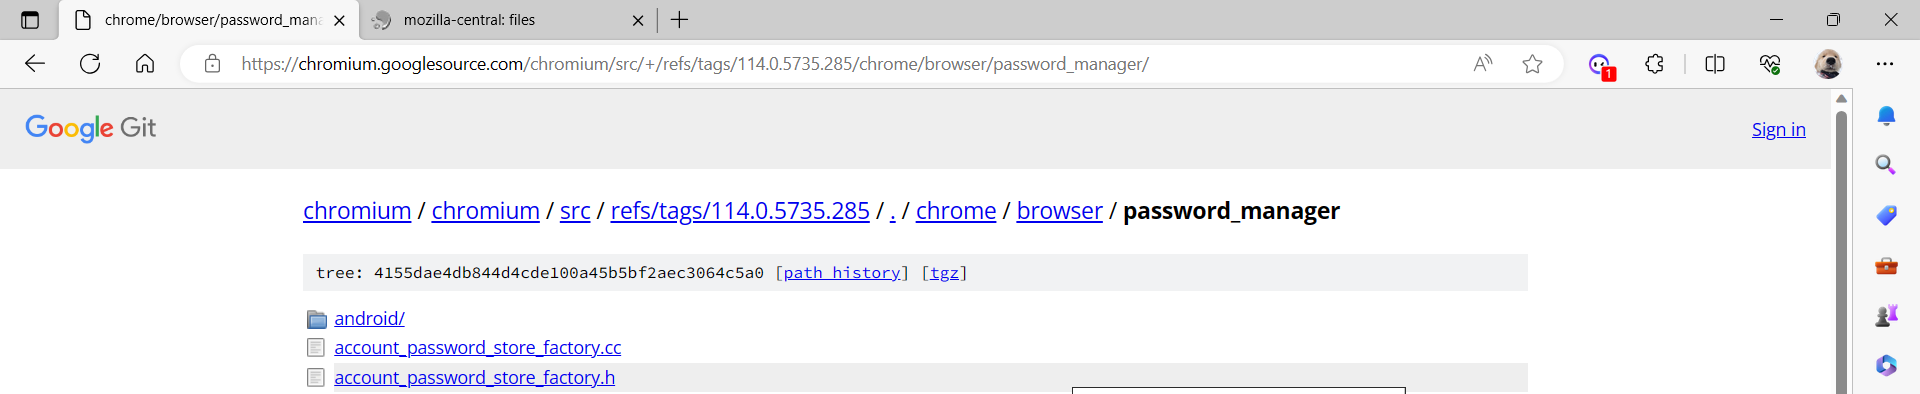 chrome/browser/password_mana
mozilla-central: files
https://chromium.googlesource.com/chromium/src/+/refs/tags/114.0.5735.285/chrome/browser/password_manager/
1
Google Git
Sign in
chromium / chromium / src / refs/tags/114.0.5735.285 / . / chrome / browser / password_manager
tree: 4155dae4db844d4cde100a45b5bf2aec3064c5a0 [path history] [tgz]
android/
account_password_store_factory.cc
account_password_store_factory.h